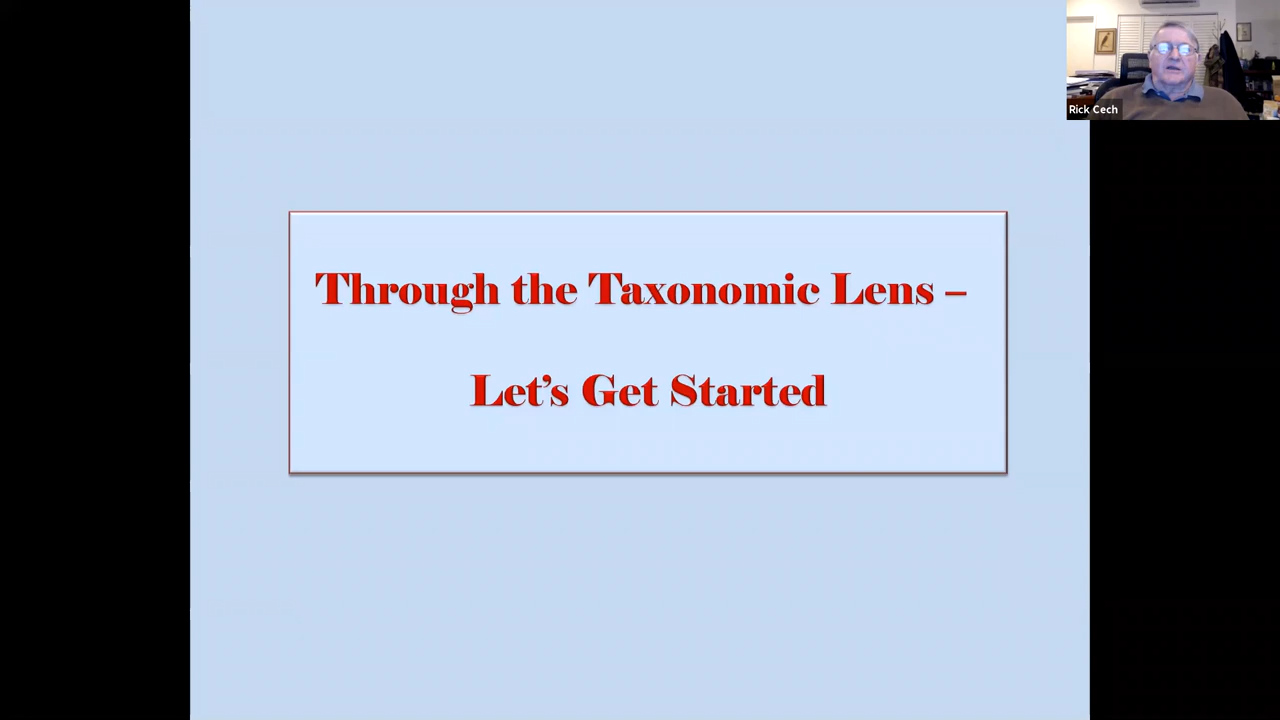 Rick Cech
Through the Taxonomic Lens –
Let's Get Started